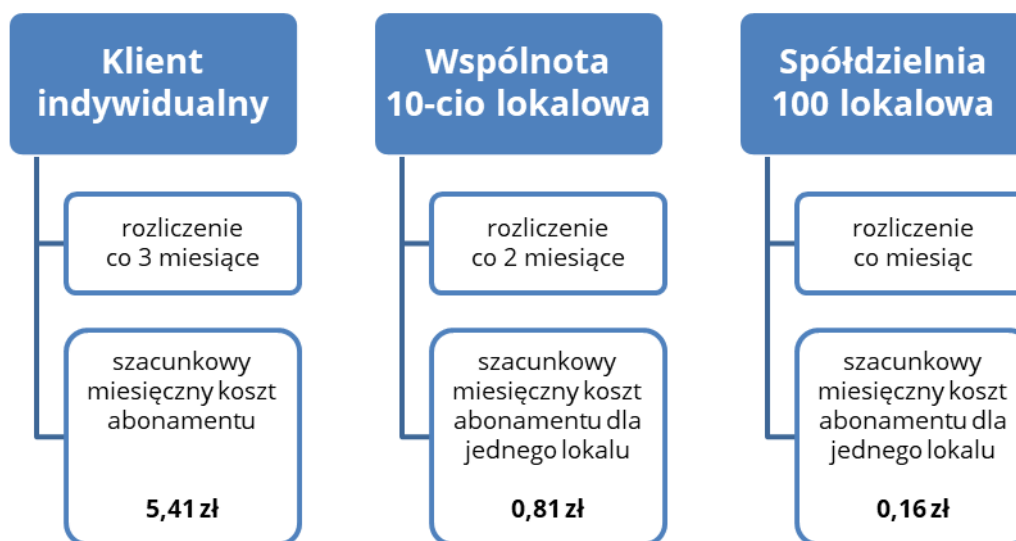 Klient
indywidualny
rozliczenie
co 3 miesiące
szacunkowy
miesięczny koszt
abonamentu
5,41 zł
Wspólnota
10-cio lokalowa
rozliczenie
co 2 miesiące
szacunkowy
miesięczny koszt
abonamentu dla
jednego lokalu
0,81 zł
Spółdzielnia
100 lokalowa
rozliczenie
co miesiąc
szacunkowy
miesięczny koszt
abonamentu dla
jednego lokalu
0,16 zł